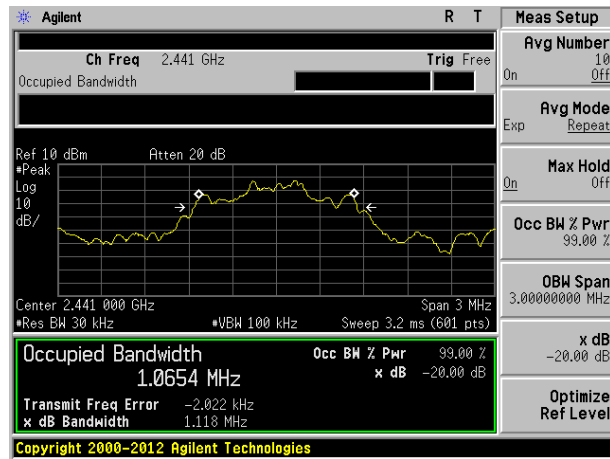 Agilent R T
Ch Freq 2.441 GHz Trig Free
Occupied Bandwidth
Ref 10 dBm Atten 20 dB
#Peak
Log
10
dB/
Center 2.441 000 GHz Span 3 MHz
#Res BW 30 kHz #VBW 100 kHz Sweep 3.2 ms (601 pts)
Occupied Bandwidth Occ BW % Pwr 99.00 %
1.0654 MHz x dB -20.00 dB
Transmit Freq Error -2.022 kHz
x dB Bandwidth 1.118 MHz
Copyright 2000-2012 Agilent Technologies
Meas Setup
Avg Number
10
On Off
Avg Mode
Exp Repeat
Max Hold
On Off
Occ BW % Pwr
99.00 %
OBW Span
3.00000000 MHz
x dB
-20.00 dB
Optimize
Ref Level